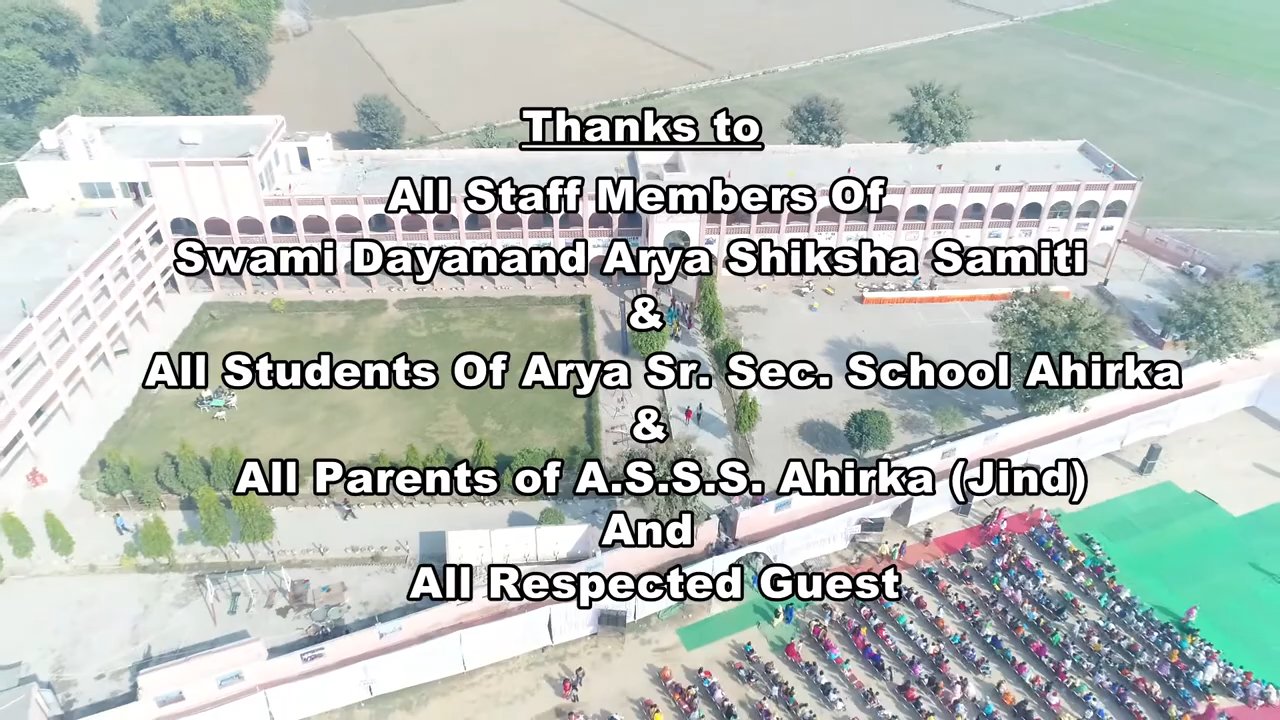 Thanks to
All Staff Members Of
Swami Dayanand Arya Shiksha Samiti
&
All Students Of Arya Sr. Sec. School Ahirka
&
All Parents of A.S.S.S. Ahirka (Jind)
And
All Respected Guest